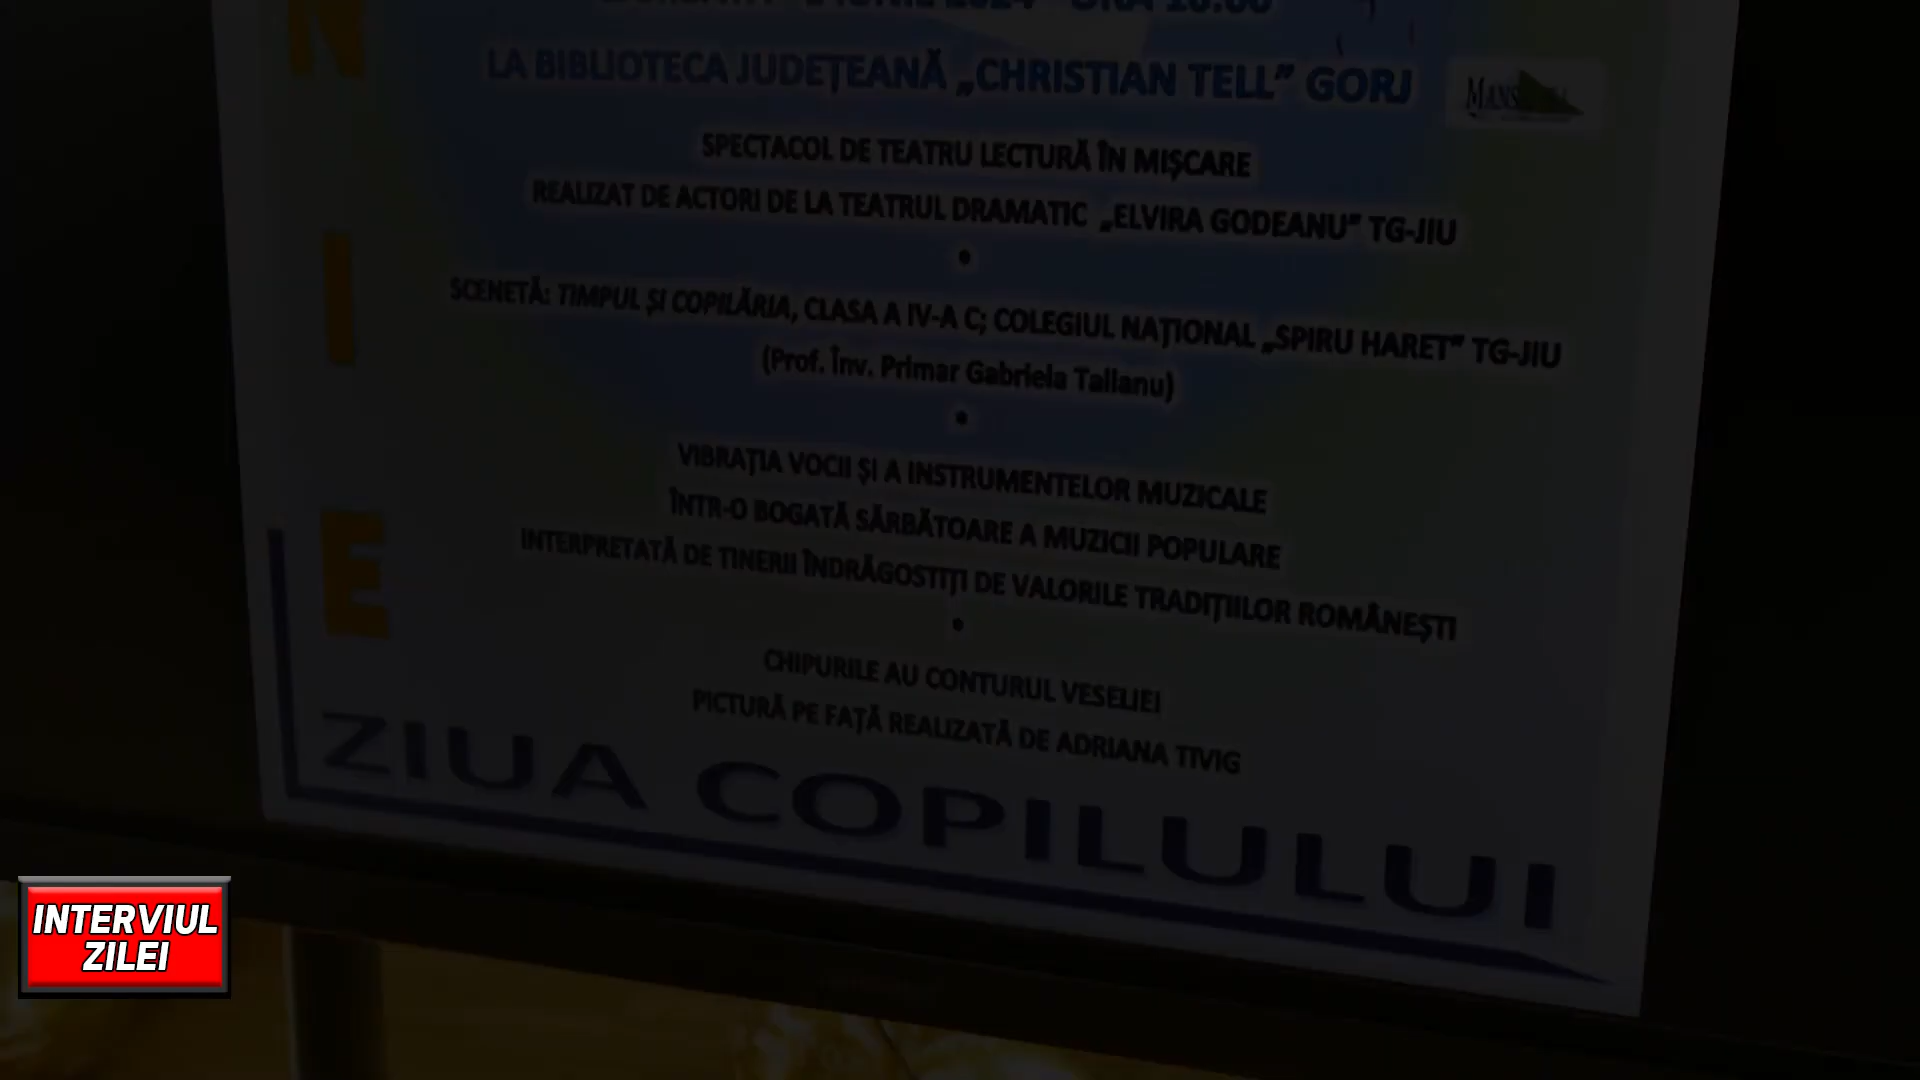 2024 ORA
LA BIBLIOTECA JUDEȚEANĂ „CHRISTIAN TELL” GORJ
SPECTACOL DE TEATRU LECTURĂ ÎN MIȘCARE
REALIZAT DE ACTORI DE LA TEATRUL DRAMATIC „ELVIRA GODEANU” TG-JIU
•
SCENETĂ: TIMPUL ȘI COPILĂRIA, CLASA A IV-A C; COLEGIUL NAȚIONAL „SPIRU HARET” TG-JIU
(Prof. Înv. Primar Gabriela Tallanu)
•
VIBRAȚIA VOCII ȘI A INSTRUMENTELOR MUZICALE
ÎNTR-O BOGATĂ SĂRBĂTOARE A MUZICII POPULARE
INTERPRETATĂ DE TINERII ÎNDRĂGOSTIȚI DE VALORILE TRADIȚIILOR ROMÂNEȘTI
•
CHIPURILE AU CONTURUL VESELIEI
PICTURĂ PE FAȚĂ REALIZATĂ DE ADRIANA TIVIG
ZIUA COPILULUI
N
I
E
INTERVIUL
ZILEI